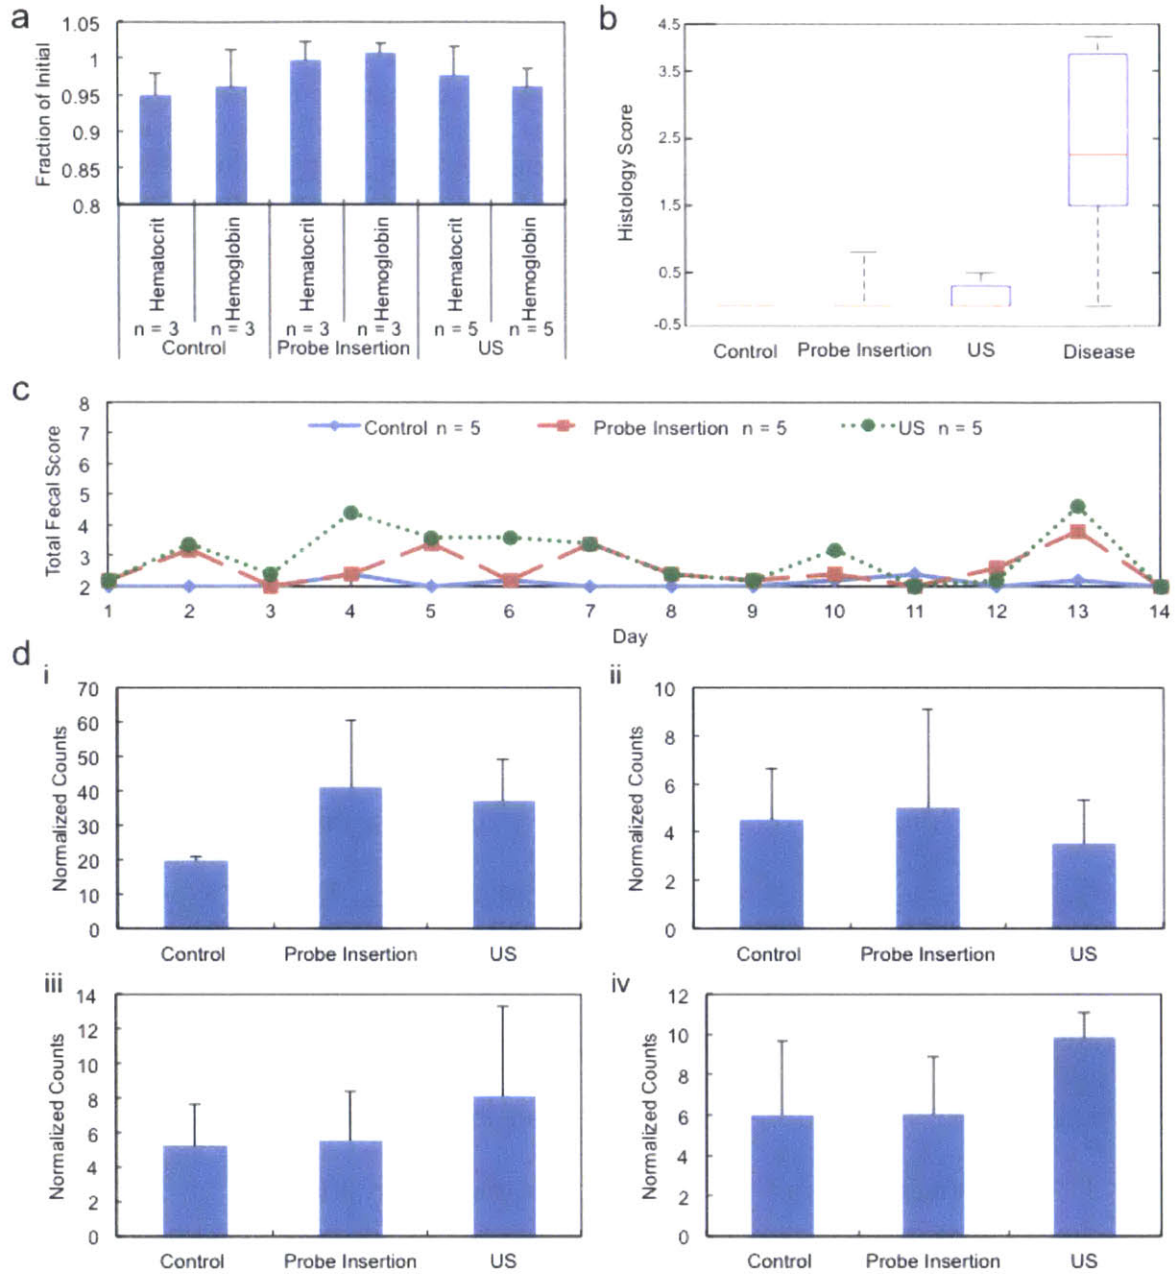 a
1.05
1
0.95
0.9
0.85
0.8
Fraction of Initial
Hematocrit
Hemoglobin
Hematocrit
Hemoglobin
Hematocrit
Hemoglobin
n = 3 n = 3 n = 3 n = 3 n = 5 n = 5
Control Probe Insertion US
b
4.5
3.5
2.5
1.5
0.5
-0.5
Histology Score
Control Probe Insertion US Disease
c
8
7
6
5
4
3
2
Total Fecal Score
Control n = 5 Probe Insertion n = 5 US n = 5
1 2 3 4 5 6 7 8 9 10 11 12 13 14
Day
d
i
70
60
50
40
30
20
10
0
Normalized Counts
Control Probe Insertion US
ii
10
8
6
4
2
0
Normalized Counts
Control Probe Insertion US
iii
14
12
10
8
6
4
2
0
Normalized Counts
Control Probe Insertion US
iv
12
10
8
6
4
2
0
Normalized Counts
Control Probe Insertion US